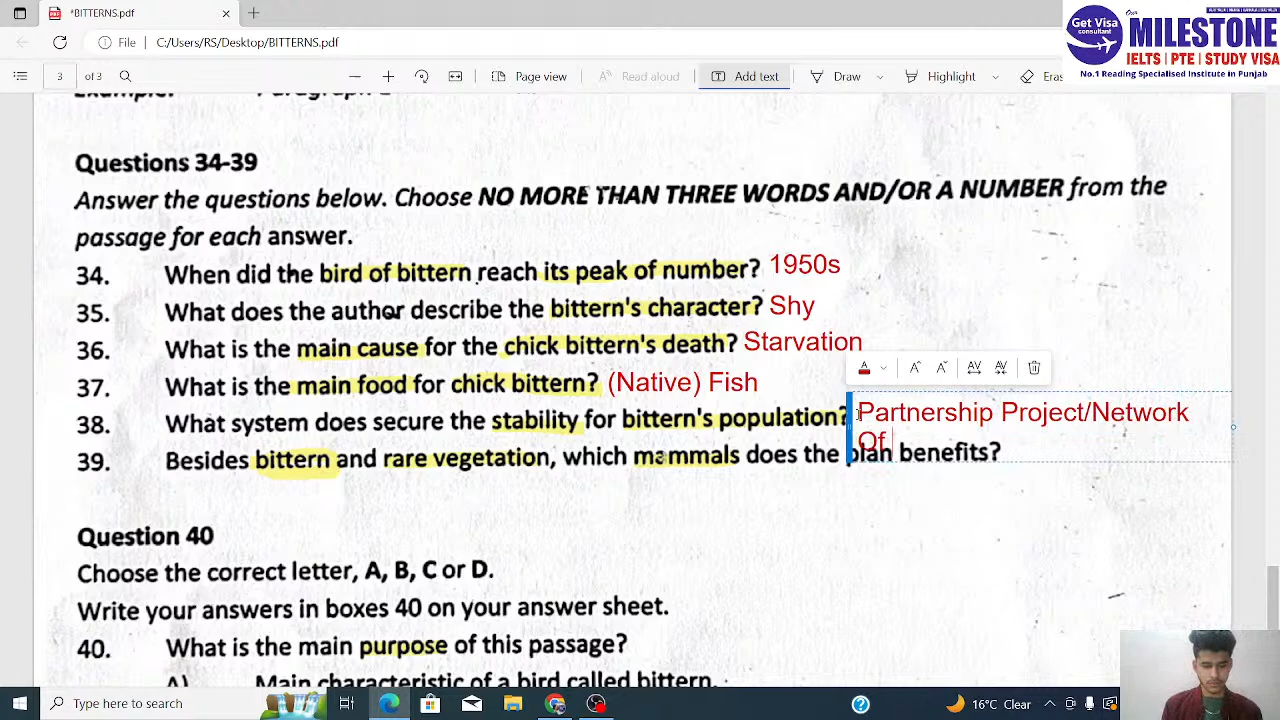 *BITTERNS.pdf
File C:/Users/RS/Desktop/BITTERNS.pdf
3 of 3 Page view Read aloud Add text Draw Highlight Eras
Get Visa consultant
Our
MILESTONE
IELTS | PTE | STUDY VISA
No.1 Reading Specialised Institute in Punjab
Questions 34-39
Answer the questions below. Choose NO MORE THAN THREE WORDS AND/OR A NUMBER from the
passage for each answer.
34. When did the bird of bittern reach its peak of number? 1950s
35. What does the author describe the bittern's character? Shy
36. What is the main cause for the chick bittern's death? Starvation
37. What is the main food for chick bittern? (Native) Fish
38. What system does secure the stability for bittern's population? Partnership Project/Network
Of
39. Besides bittern and rare vegetation, which mammals does the plan benefits?
Question 40
Choose the correct letter, A, B, C or D.
Write your answers in boxes 40 on your answer sheet.
40. What is the main purpose of this passage?
A) Main characteristic of a bird called bittern.
Type here to search
16°C Clear